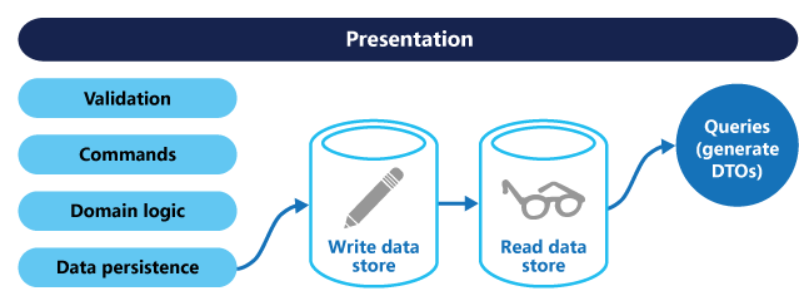 Presentation
Validation
Commands
Domain logic
Data persistence
Write data
store
Read data
store
Queries
(generate
DTOs)